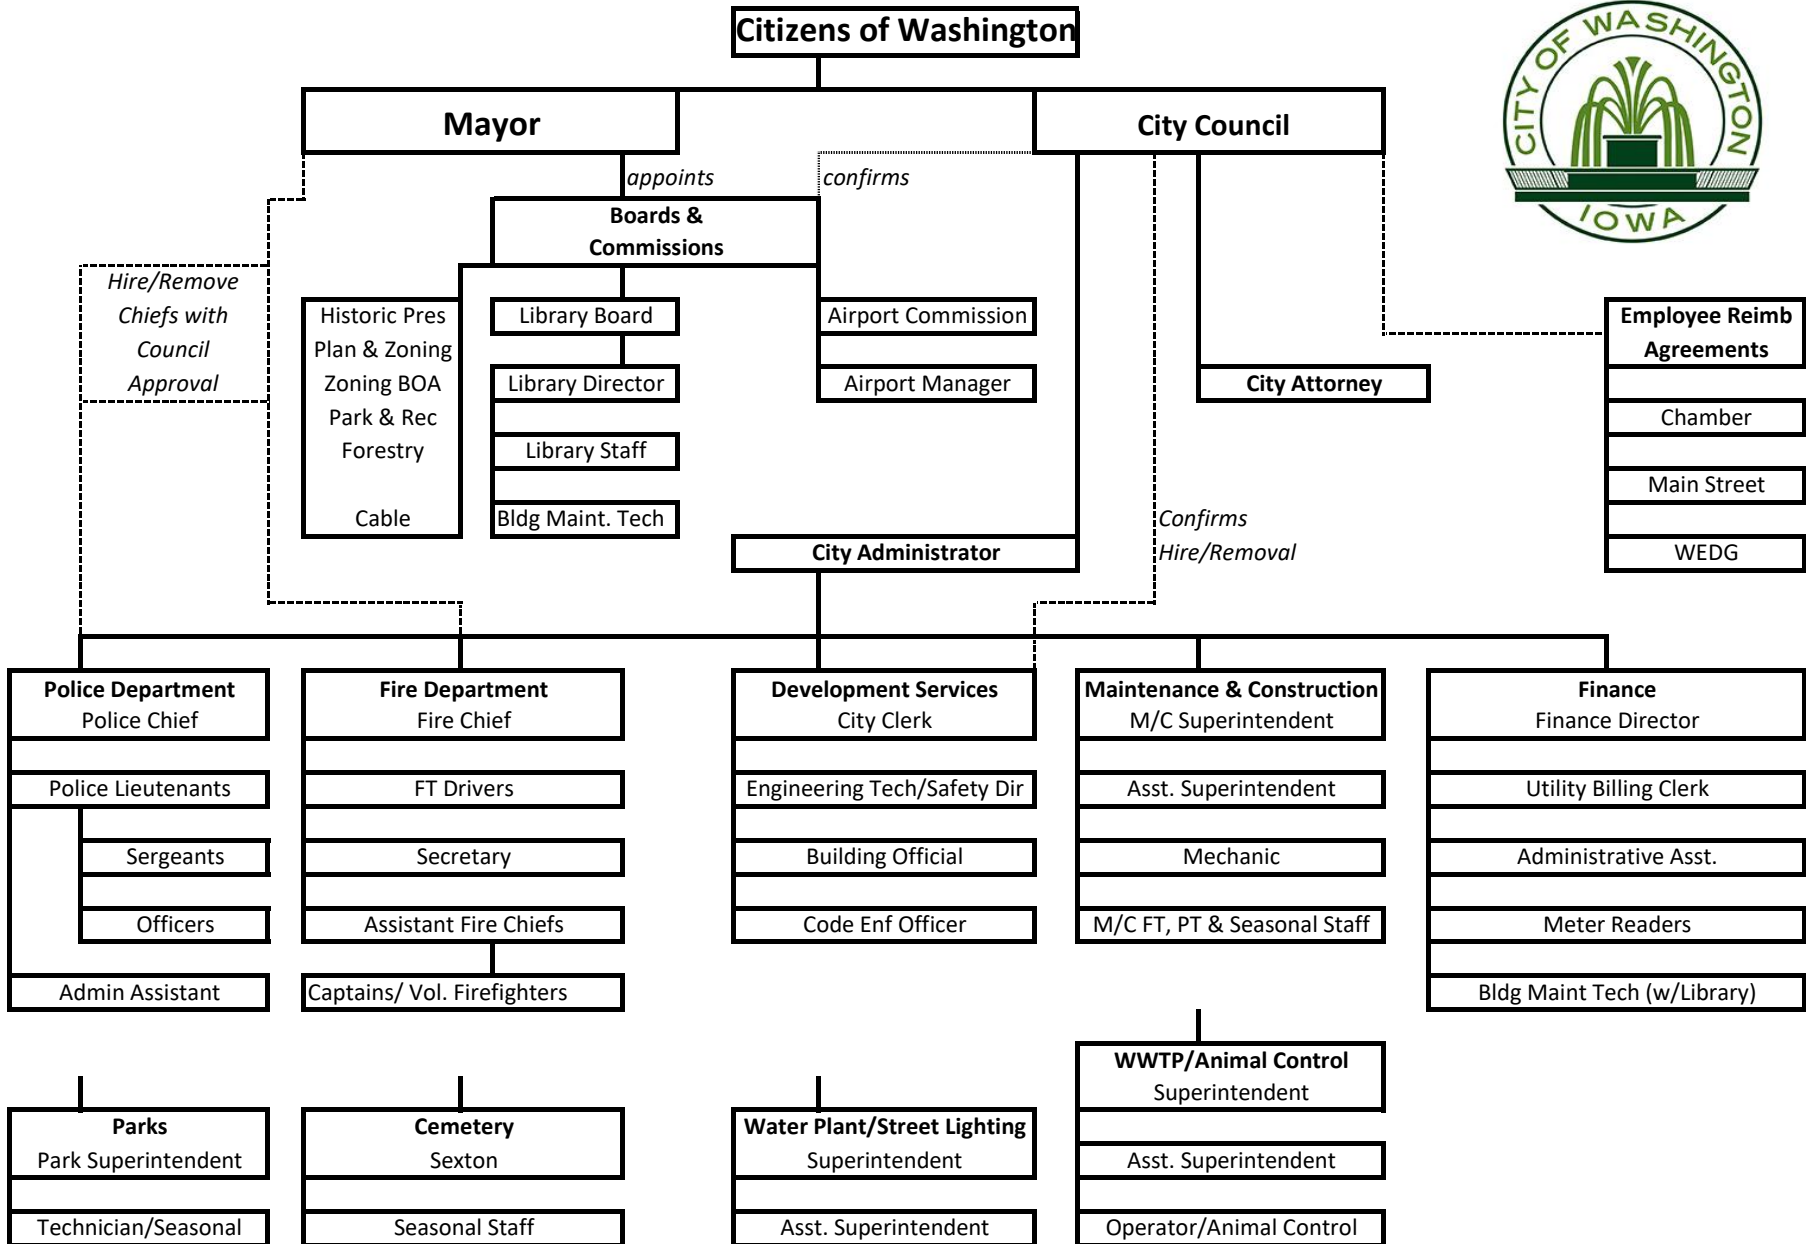 Citizens of Washington
CITY OF WASHINGTON
IOWA
Mayor
City Council
appoints
confirms
Boards &
Commissions
Hire/Remove
Chiefs with
Council
Approval
Historic Pres
Plan & Zoning
Zoning BOA
Park & Rec
Forestry
Cable
Library Board
Library Director
Library Staff
Bldg Maint. Tech
Airport Commission
Airport Manager
City Attorney
Employee Reimb
Agreements
Chamber
Main Street
WEDG
City Administrator
Confirms
Hire/Removal
Police Department
Police Chief
Police Lieutenants
Sergeants
Officers
Admin Assistant
Fire Department
Fire Chief
FT Drivers
Secretary
Assistant Fire Chiefs
Captains/ Vol. Firefighters
Development Services
City Clerk
Engineering Tech/Safety Dir
Building Official
Code Enf Officer
Maintenance & Construction
M/C Superintendent
Asst. Superintendent
Mechanic
M/C FT, PT & Seasonal Staff
Finance
Finance Director
Utility Billing Clerk
Administrative Asst.
Meter Readers
Bldg Maint Tech (w/Library)
Parks
Park Superintendent
Technician/Seasonal
Cemetery
Sexton
Seasonal Staff
Water Plant/Street Lighting
Superintendent
Asst. Superintendent
WWTP/Animal Control
Superintendent
Asst. Superintendent
Operator/Animal Control